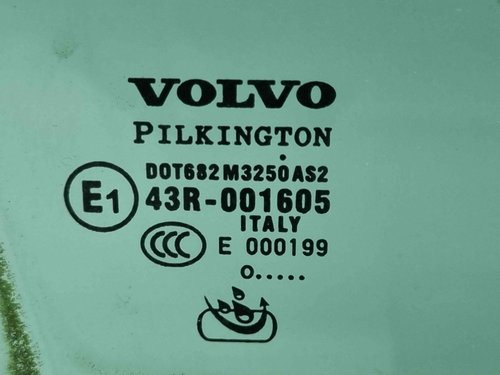 VOLVO
PILKINGTON
DOT682 M3250 AS2
E1 43R-001605
ITALY
CCC E 000199
o.....